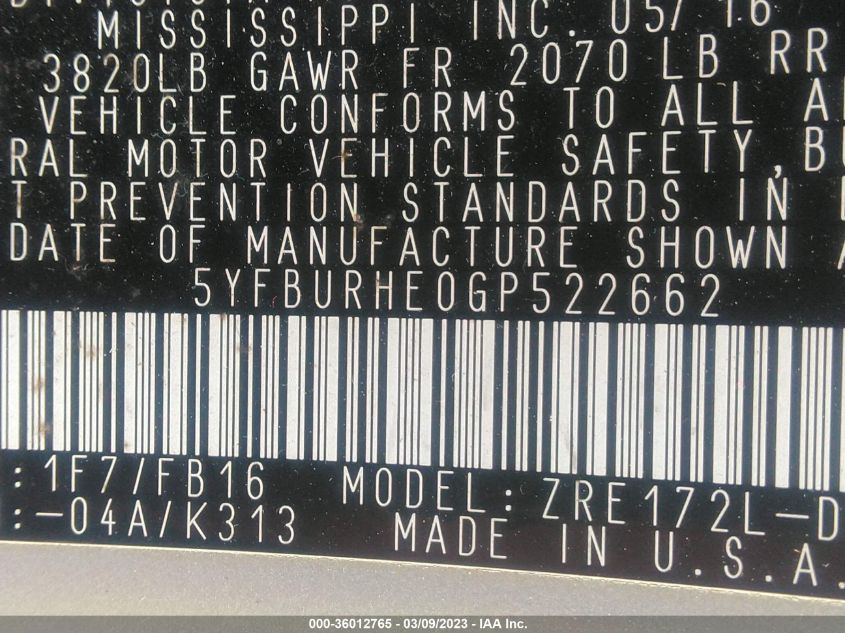 MISSISSIPPI INC. 05/16
3820LB GAWR FR 2070 LB RR
VEHICLE CONFORMS TO ALL
RAL MOTOR VEHICLE SAFETY,
T PREVENTION STANDARDS IN
DATE OF MANUFACTURE SHOWN
5YFBURHE0GP522662
:1F7/FB16 MODEL: ZRE172L-D
:-04A/K313 MADE IN U.S.A.
000-36012765 - 03/09/2023 - IAA Inc.